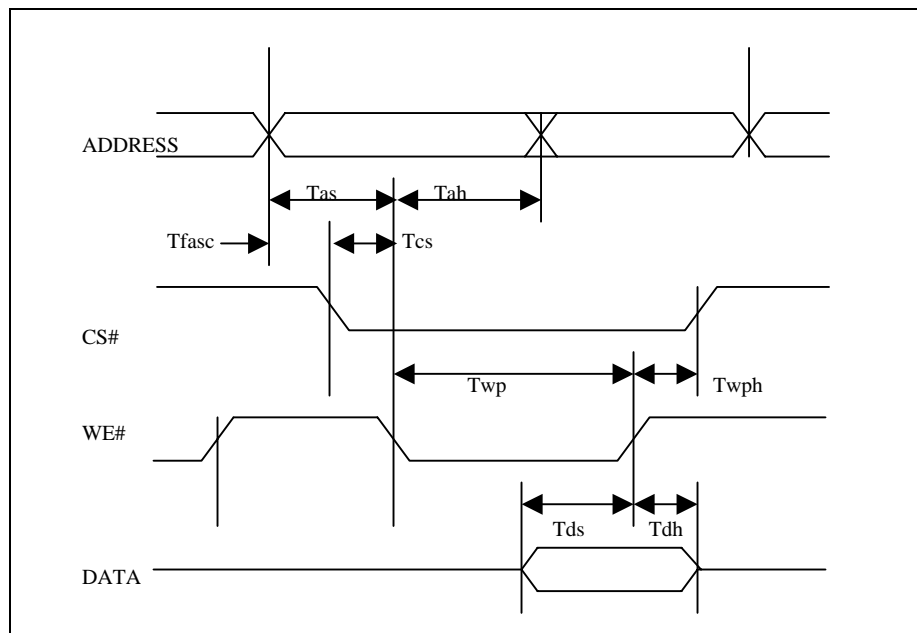 ADDRESS
Tas Tah
Tfasc Tcs
CS#
Twp Twph
WE#
Tds Tdh
DATA